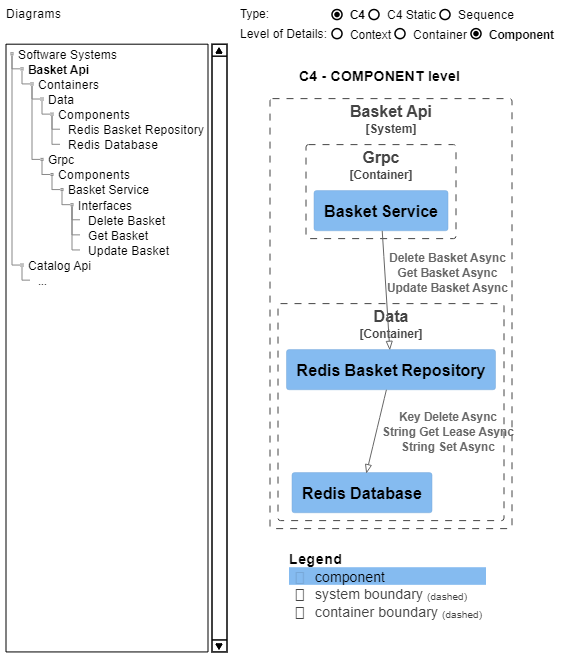 Diagrams
Type: C4 C4 Static Sequence
Level of Details: Context Container Component
Software Systems
Basket Api
Containers
Data
Components
Redis Basket Repository
Redis Database
Grpc
Components
Basket Service
Interfaces
Delete Basket
Get Basket
Update Basket
Catalog Api
...
C4 - COMPONENT level
Basket Api
[System]
Grpc
[Container]
Basket Service
Delete Basket Async
Get Basket Async
Update Basket Async
Data
[Container]
Redis Basket Repository
Key Delete Async
String Get Lease Async
String Set Async
Redis Database
Legend
component
system boundary (dashed)
container boundary (dashed)